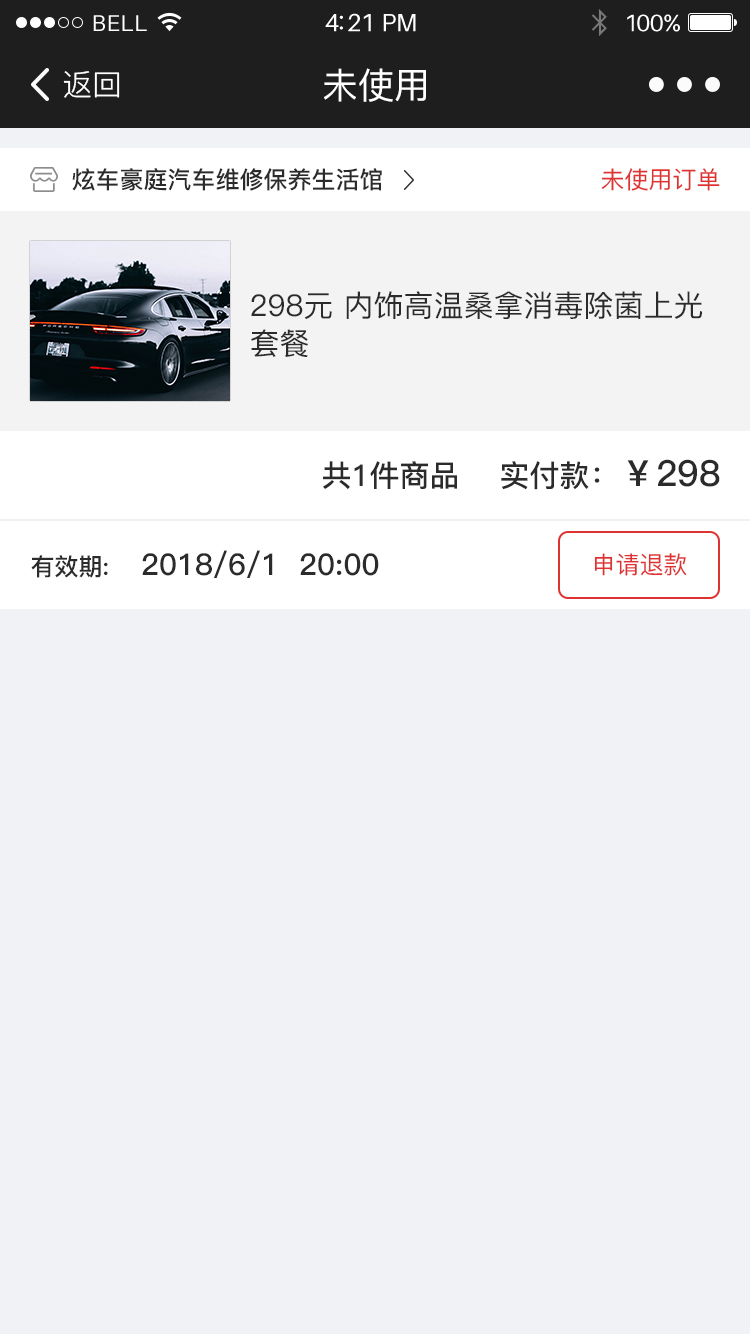 BELL 4:21 PM 100%
返回 未使用
炫车豪庭汽车维修保养生活馆 未使用订单
PORSCHE
298元 内饰高温桑拿消毒除菌上光
套餐
共1件商品 实付款： ¥ 298
有效期: 2018/6/1 20:00 申请退款